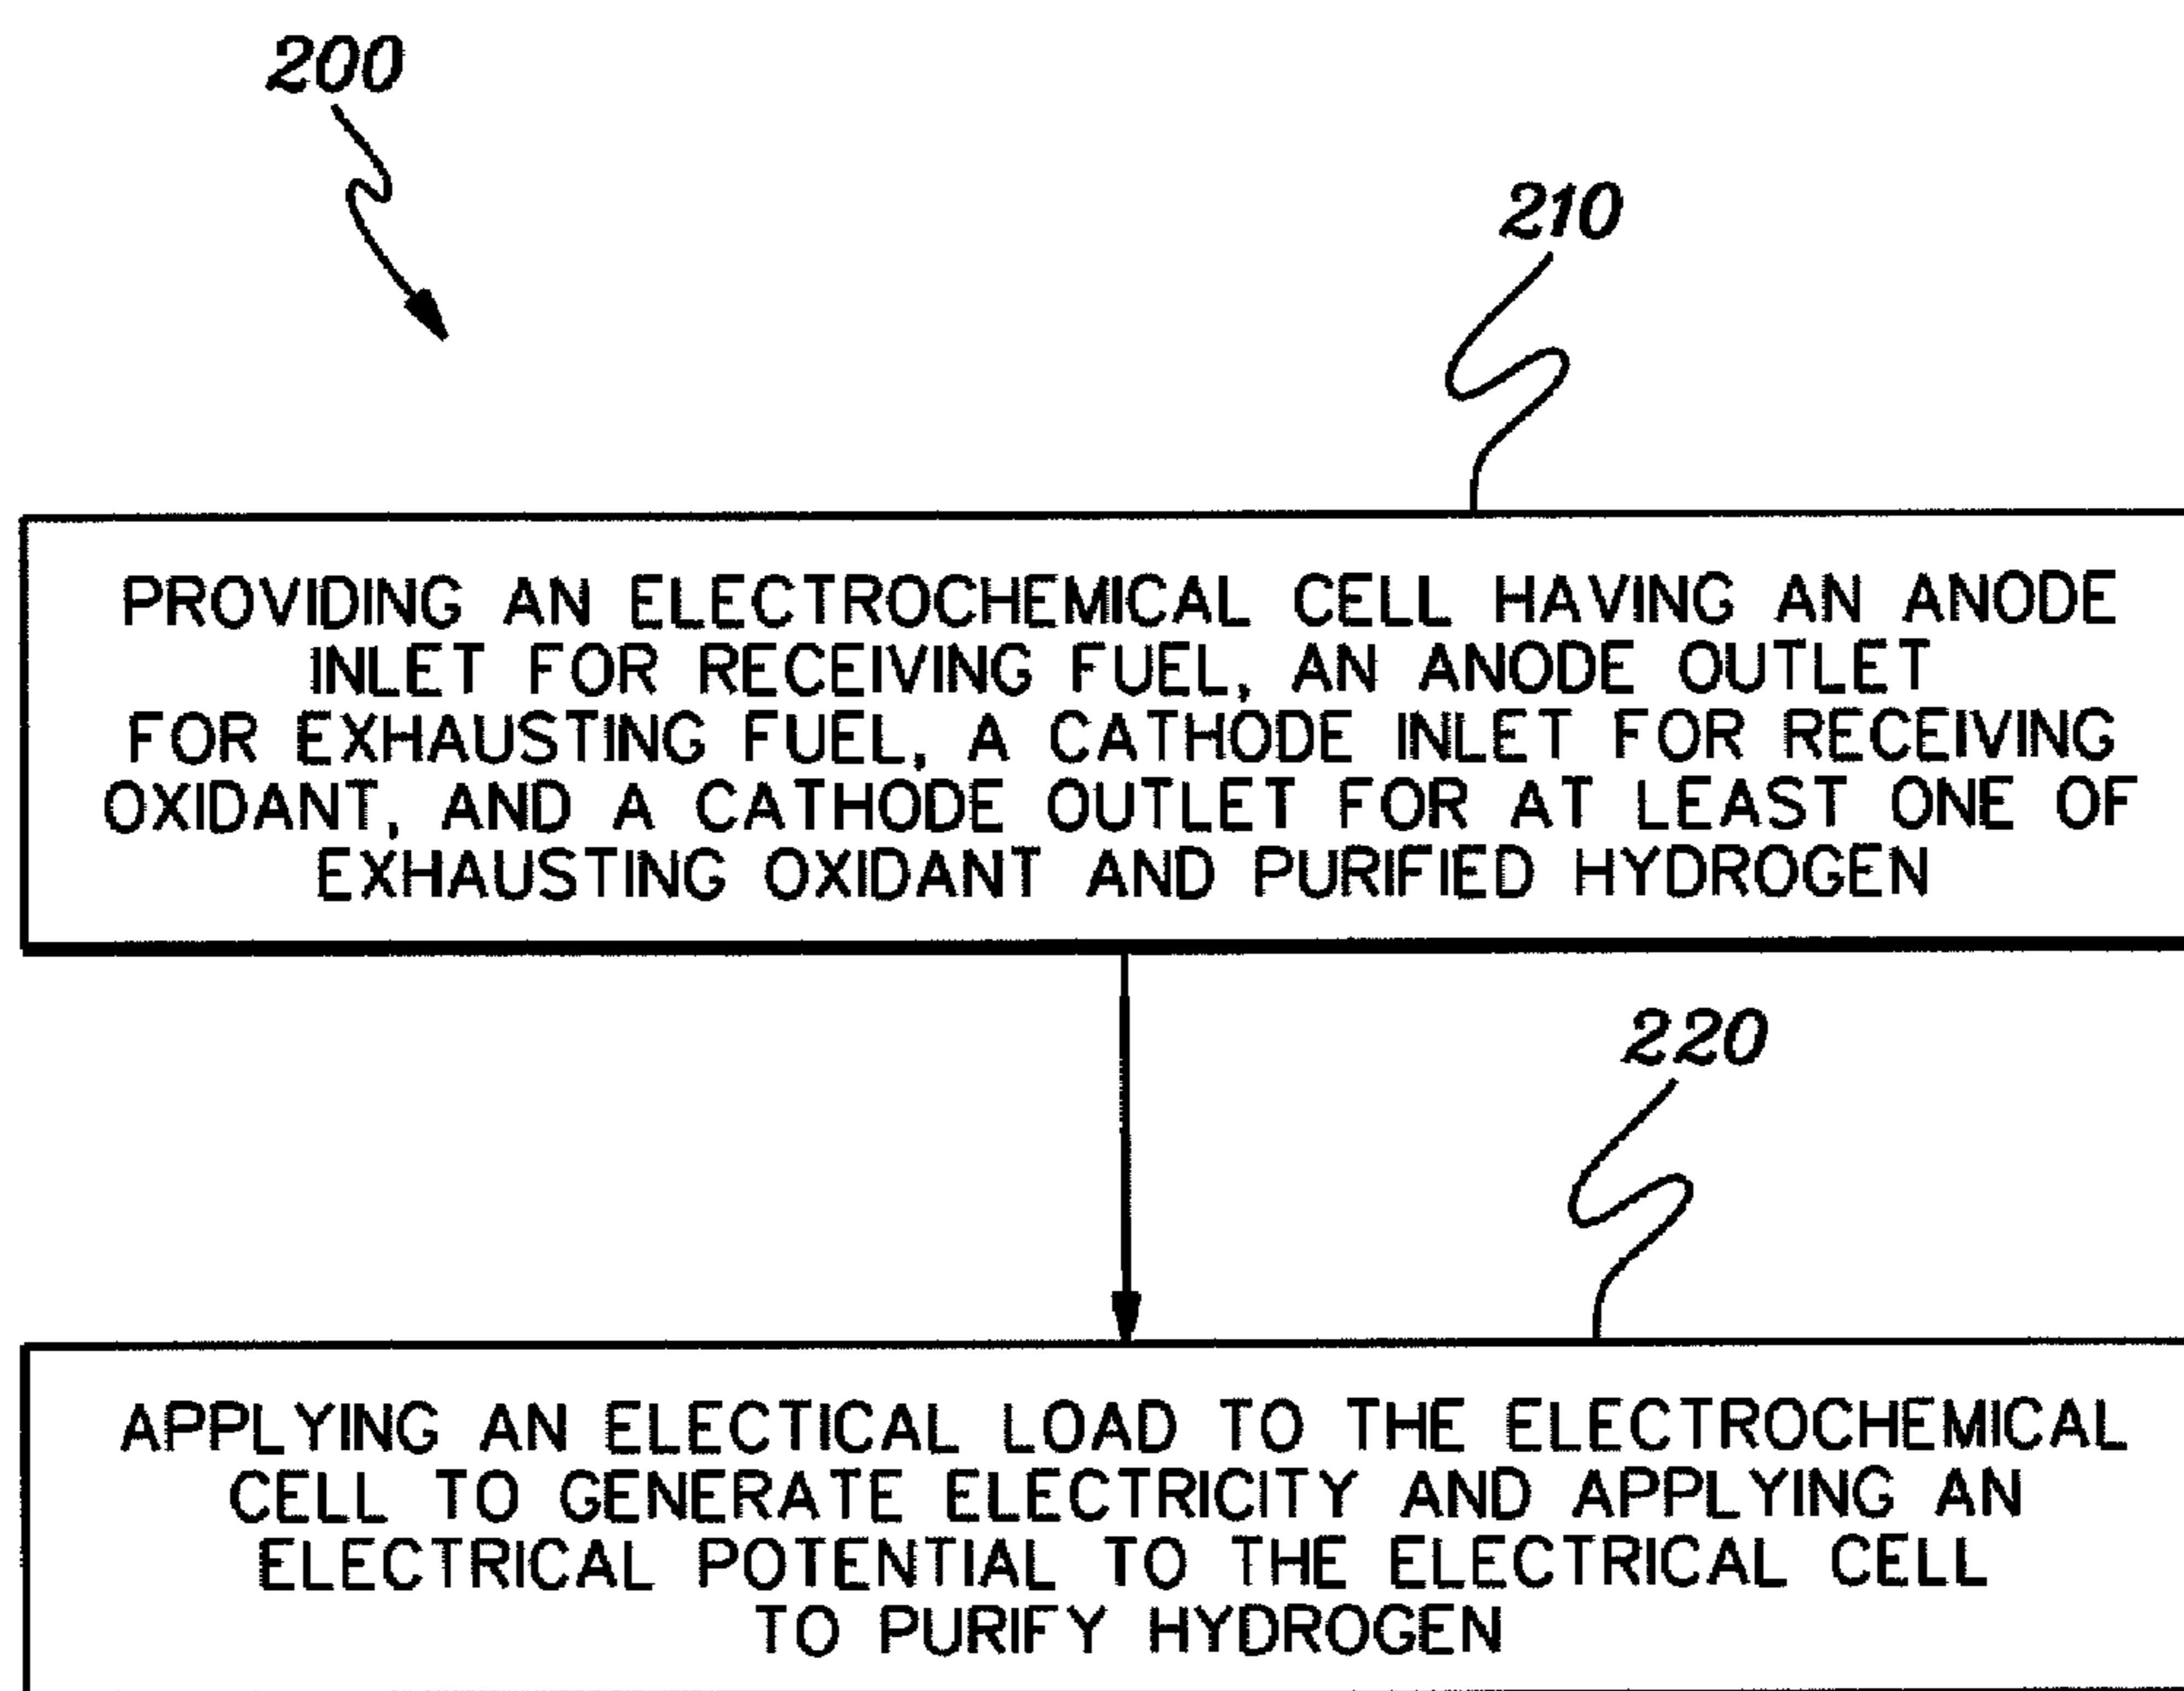 200
210
PROVIDING AN ELECTROCHEMICAL CELL HAVING AN ANODE
INLET FOR RECEIVING FUEL, AN ANODE OUTLET
FOR EXHAUSTING FUEL, A CATHODE INLET FOR RECEIVING
OXIDANT, AND A CATHODE OUTLET FOR AT LEAST ONE OF
EXHAUSTING OXIDANT AND PURIFIED HYDROGEN
220
APPLYING AN ELECTICAL LOAD TO THE ELECTROCHEMICAL
CELL TO GENERATE ELECTRICITY AND APPLYING AN
ELECTRICAL POTENTIAL TO THE ELECTRICAL CELL
TO PURIFY HYDROGEN